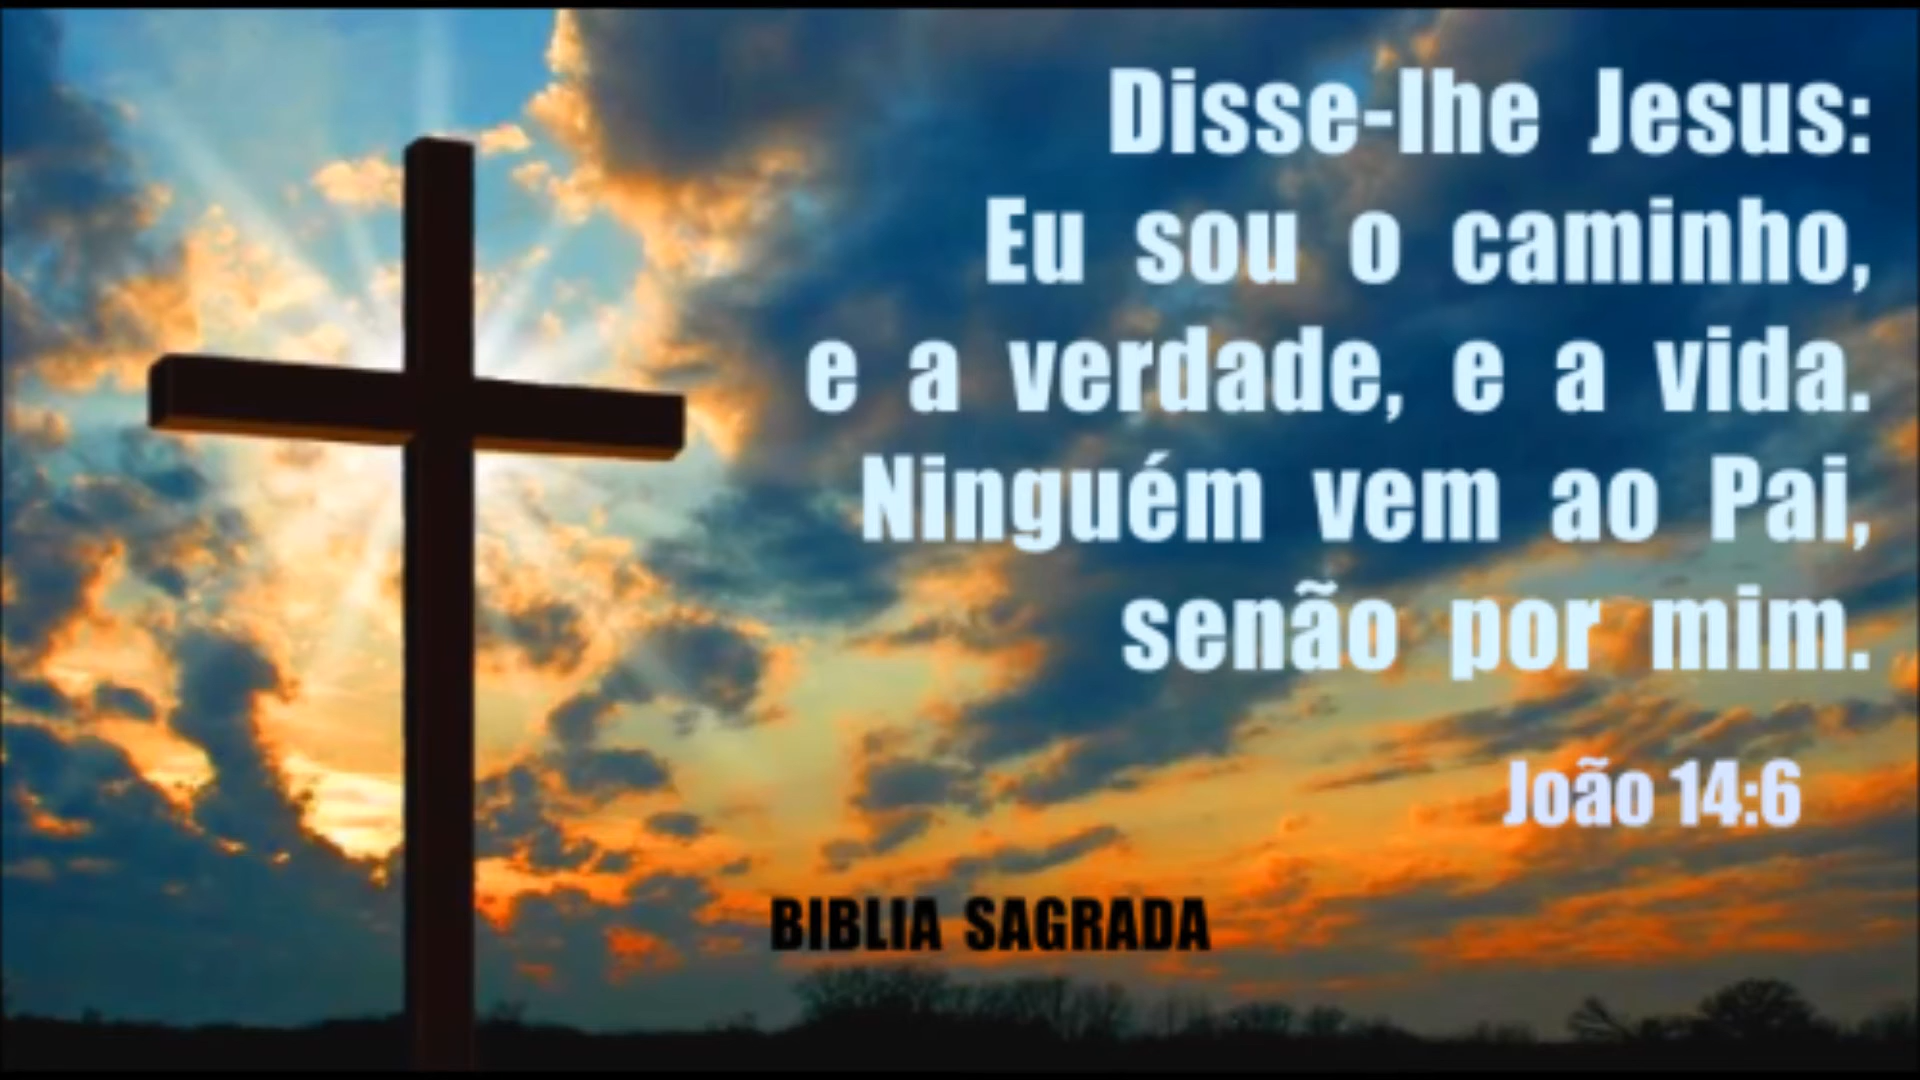 Disse-lhe Jesus:
Eu sou o caminho,
e a verdade, e a vida.
Ninguém vem ao Pai,
senão por mim.
João 14:6
BIBLIA SAGRADA